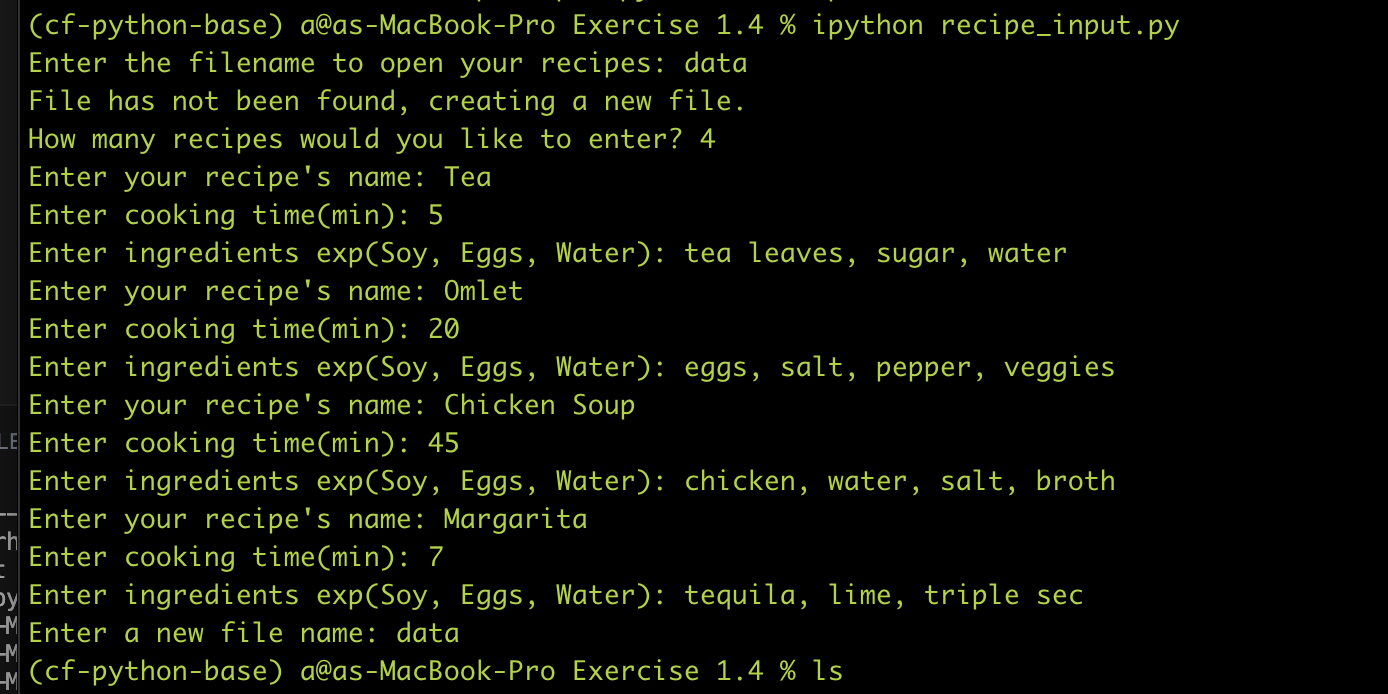 (cf-python-base) a@as-MacBook-Pro Exercise 1.4 % ipython recipe_input.py
Enter the filename to open your recipes: data
File has not been found, creating a new file.
How many recipes would you like to enter? 4
Enter your recipe's name: Tea
Enter cooking time(min): 5
Enter ingredients exp(Soy, Eggs, Water): tea leaves, sugar, water
Enter your recipe's name: Omlet
Enter cooking time(min): 20
Enter ingredients exp(Soy, Eggs, Water): eggs, salt, pepper, veggies
Enter your recipe's name: Chicken Soup
Enter cooking time(min): 45
Enter ingredients exp(Soy, Eggs, Water): chicken, water, salt, broth
Enter your recipe's name: Margarita
Enter cooking time(min): 7
Enter ingredients exp(Soy, Eggs, Water): tequila, lime, triple sec
Enter a new file name: data
(cf-python-base) a@as-MacBook-Pro Exercise 1.4 % ls